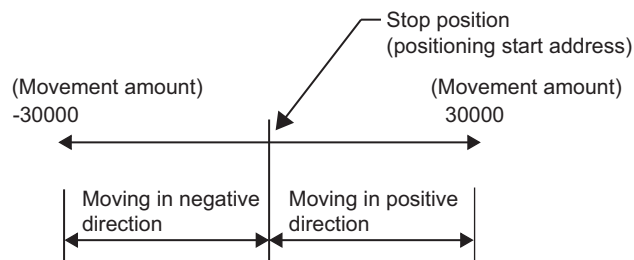 Stop position
(positioning start address)
(Movement amount)
-30000
(Movement amount)
30000
Moving in negative
direction
Moving in positive
direction